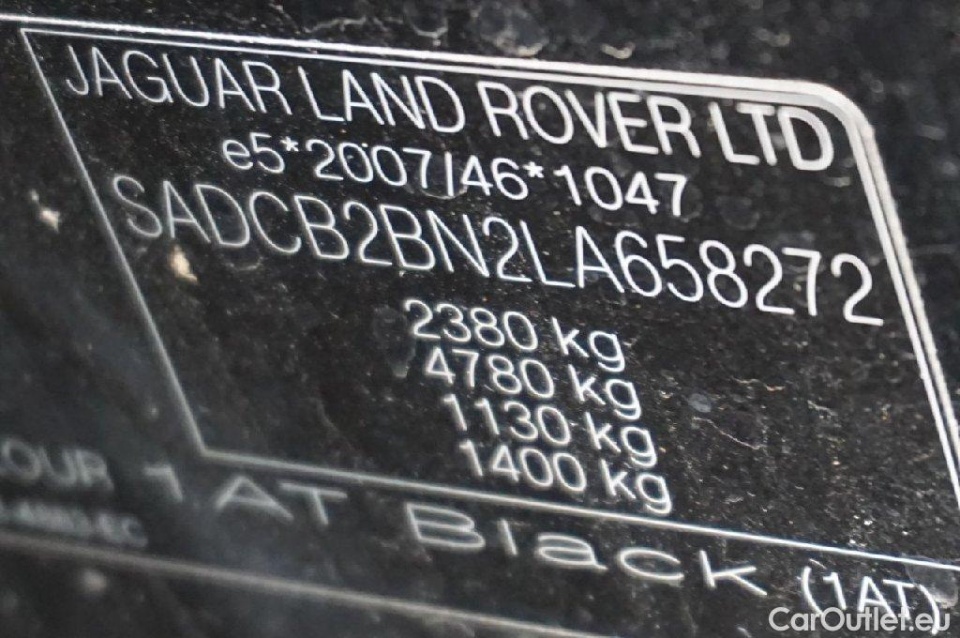 JAGUAR LAND ROVER LTD
e5*2007/46*1047
SADCB2BN2LA658272
2380 kg
4780 kg
1130 kg
1400 kg
OUR 1AT Black (1AT)
CarOutlet.eu